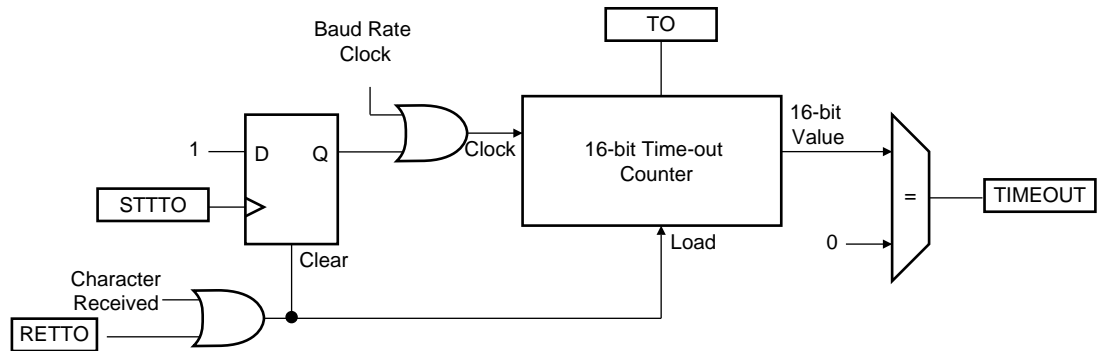 TO
Baud Rate
Clock
16-bit
Value
1
D
Q
Clock
16-bit Time-out
Counter
STTTO
=
TIMEOUT
Clear
Load
0
Character
Received
RETTO